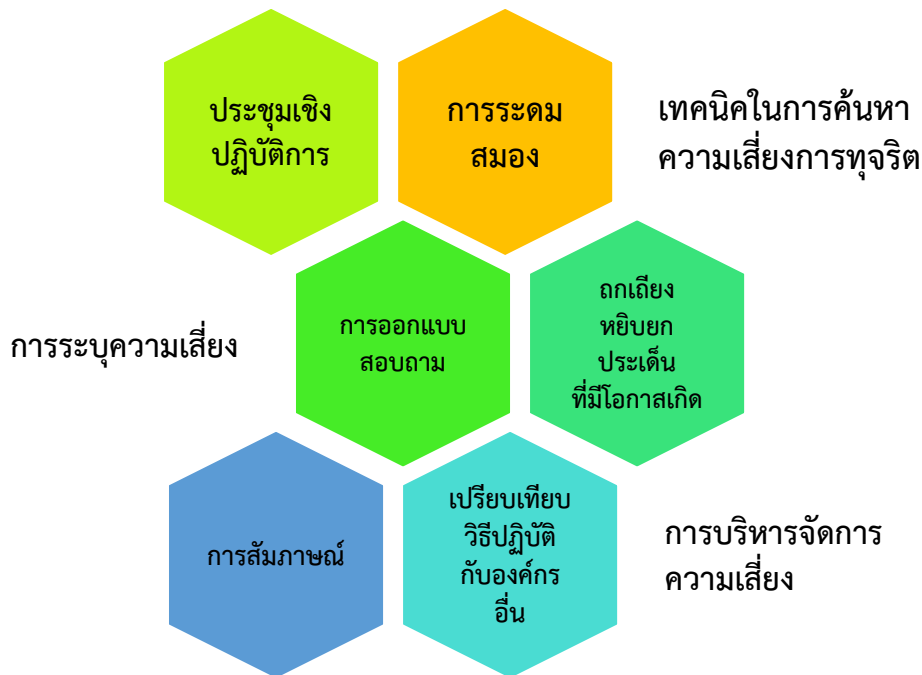 ประชุมเชิง
ปฏิบัติการ
การระดม
สมอง
เทคนิคในการค้นหา
ความเสี่ยงการทุจริต
การระบุความเสี่ยง
การออกแบบ
สอบถาม
ถกเถียง
หยิบยก
ประเด็น
ที่มีโอกาสเกิด
การสัมภาษณ์
เปรียบเทียบ
วิธีปฏิบัติ
กับองค์กร
อื่น
การบริหารจัดการ
ความเสี่ยง